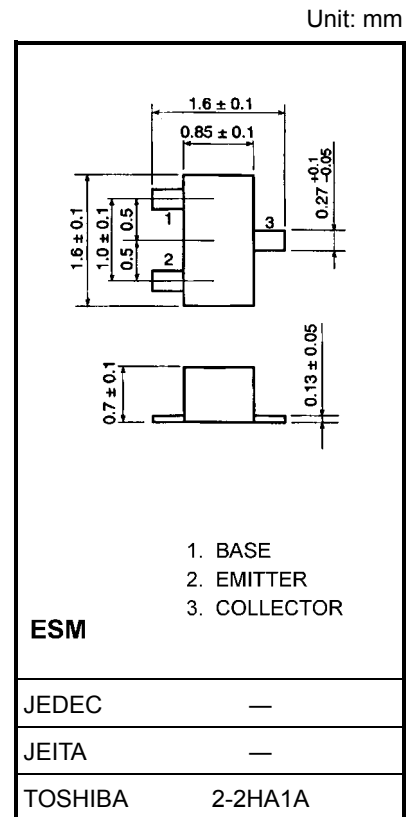 Unit: mm
1.6 ± 0.1
0.85 ± 0.1
1.6 ± 0.1
1.0 ± 0.1
0.5 0.5
1
2
3
0.27 +0.1 -0.05
0.7 ± 0.1
0.13 ± 0.05
1. BASE
2. EMITTER
3. COLLECTOR
ESM
JEDEC —
JEITA —
TOSHIBA 2-2HA1A